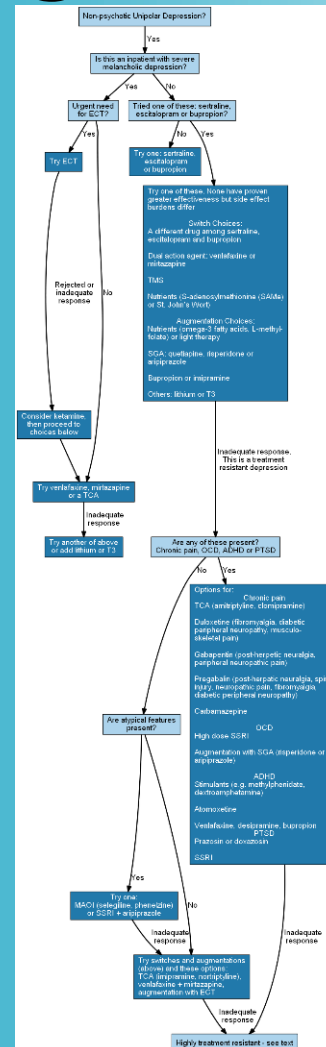 Non-psychotic Unipolar Depression?
Yes
Is this an inpatient with severe
melancholic depression?
Yes
No
Urgent need
for ECT?
Tried one of these: sertraline,
escitalopram or bupropion?
Yes
No
Yes
Try ECT
Try one: sertraline,
escitalopram
or bupropion
Try one of these. None have proven
greater effectiveness but side effect
burdens differ
Switch Choices:
A different drug among sertraline,
escitalopram and bupropion
Dual action agent: venlafaxine or
mirtazapine
TMS
Nutrients (S-adenosylmethionine (SAMe)
or St. John's Wort)
Augmentation Choices:
Nutrients (omega-3 fatty acids, L-methyl-
folate) or light therapy
SGA: quetiapine, risperidone or
aripiprazole
Bupropion or imipramine
Others: lithium or T3
Rejected or
inadequate
response
No
Consider ketamine,
then proceed to
choices below
Inadequate response.
This is a treatment
resistant depression
Try venlafaxine, mirtazapine
or a TCA
Inadequate
response
Try another of above
or add lithium or T3
Are any of these present?
Chronic pain, OCD, ADHD or PTSD
No
Yes
Options for:
Chronic pain
TCA (amitriptyline, clomipramine)
Duloxetine (fibromyalgia, diabetic
peripheral neuropathy, musculo-
skeletal pain)
Gabapentin (post-herpetic neuralgia,
peripheral neuropathic pain)
Pregabalin (post-herpatic neuralgia, spin
injury, neuropathic pain, fibromyalgia,
diabetic peripheral neuropathy)
Carbamazepine
OCD
High dose SSRI
Augmentation with SGA (risperidone or
aripiprazole)
ADHD
Stimulants (e.g. methylphenidate,
dextroamphetamine)
Atomoxetine
Venlafaxine, desipramine, bupropion
PTSD
Prazosin or doxazosin
SSRI
Are atypical features
present?
Yes
No
Try one:
MAOI (selegiline, phenelzine)
or SSRI + aripiprazole
Inadequate
response
Inadequate
response
Try switches and augmentations
(above) and these options:
TCA (imipramine, nortriptyline),
venlafaxine + mirtazapine,
augmentation with ECT
Inadequate
response
Highly treatment resistant - see text